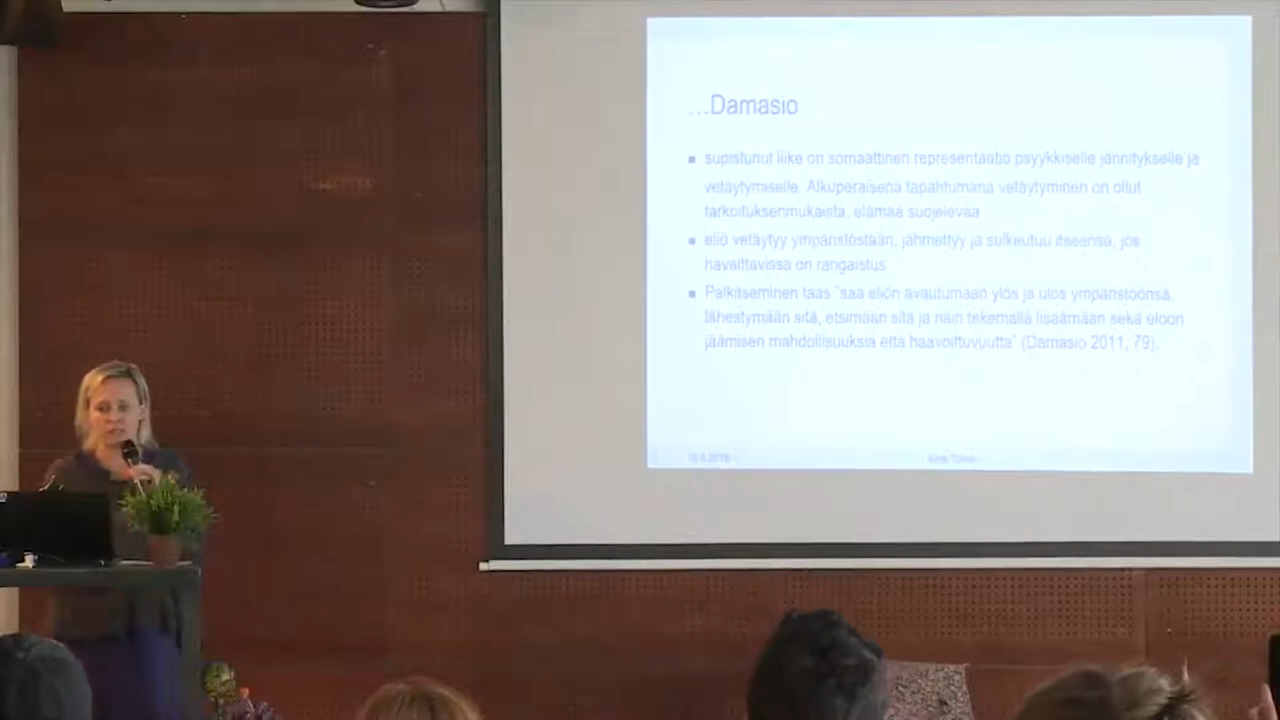 ...Damasio
supistunut liike on somaattinen representaatio psyykkiselle jännitykselle ja
vetäytymiselle. Alkuperäisenä tapahtumana vetäytyminen on ollut
tarkoituksenmukaista, elämää suojelevaa
eliö vetäytyy ympäristöstään, jähmettyy ja sulkeutuu itseensä, jos
havaittavissa on rangaistus
Palkitseminen taas "saa eliön avautumaan ylös ja ulos ympäristöönsä,
lähestymään sitä, etsimään sitä ja näin tekemällä lisäämään sekä eloon
jäämisen mahdollisuuksia että haavoittuvuutta" (Damasio 2011, 79).